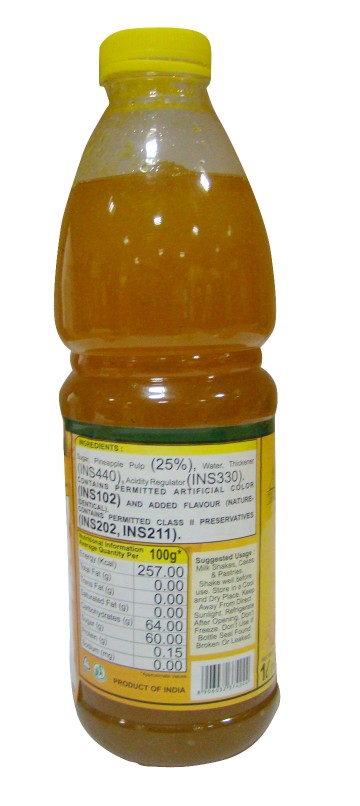 INGREDIENTS :
Sugar, Pineapple Pulp (25%), Water, Thickener
(INS440), Acidity Regulator (INS330).
CONTAINS PERMITTED ARTIFICIAL COLOR
(INS102) AND ADDED FLAVOUR (NATURE-
IDENTICAL).
CONTAINS PERMITTED CLASS II PRESERVATIVES
(INS202, INS211).
Nutritional Information
Average Quantity Per 100g*
Energy (Kcal) 257.00
Total Fat (g) 0.00
Trans Fat (g) 0.00
Saturated Fat (g) 0.00
Carbohydrates (g) 64.00
Sugar (g) 60.00
Protein (g) 0.15
Sodium (mg) 0.00
*Approximate values
PRODUCT OF INDIA
Suggested Usage :
Milk Shakes, Cakes,
& Pastries.
Shake well before
use. Store in a Cool
and Dry Place, Keep
Away From Direct
Sunlight. Refrigerate
After Opening. Don't
Freeze. Don't Use if
Bottle Seal Found
Broken Or Leaked.